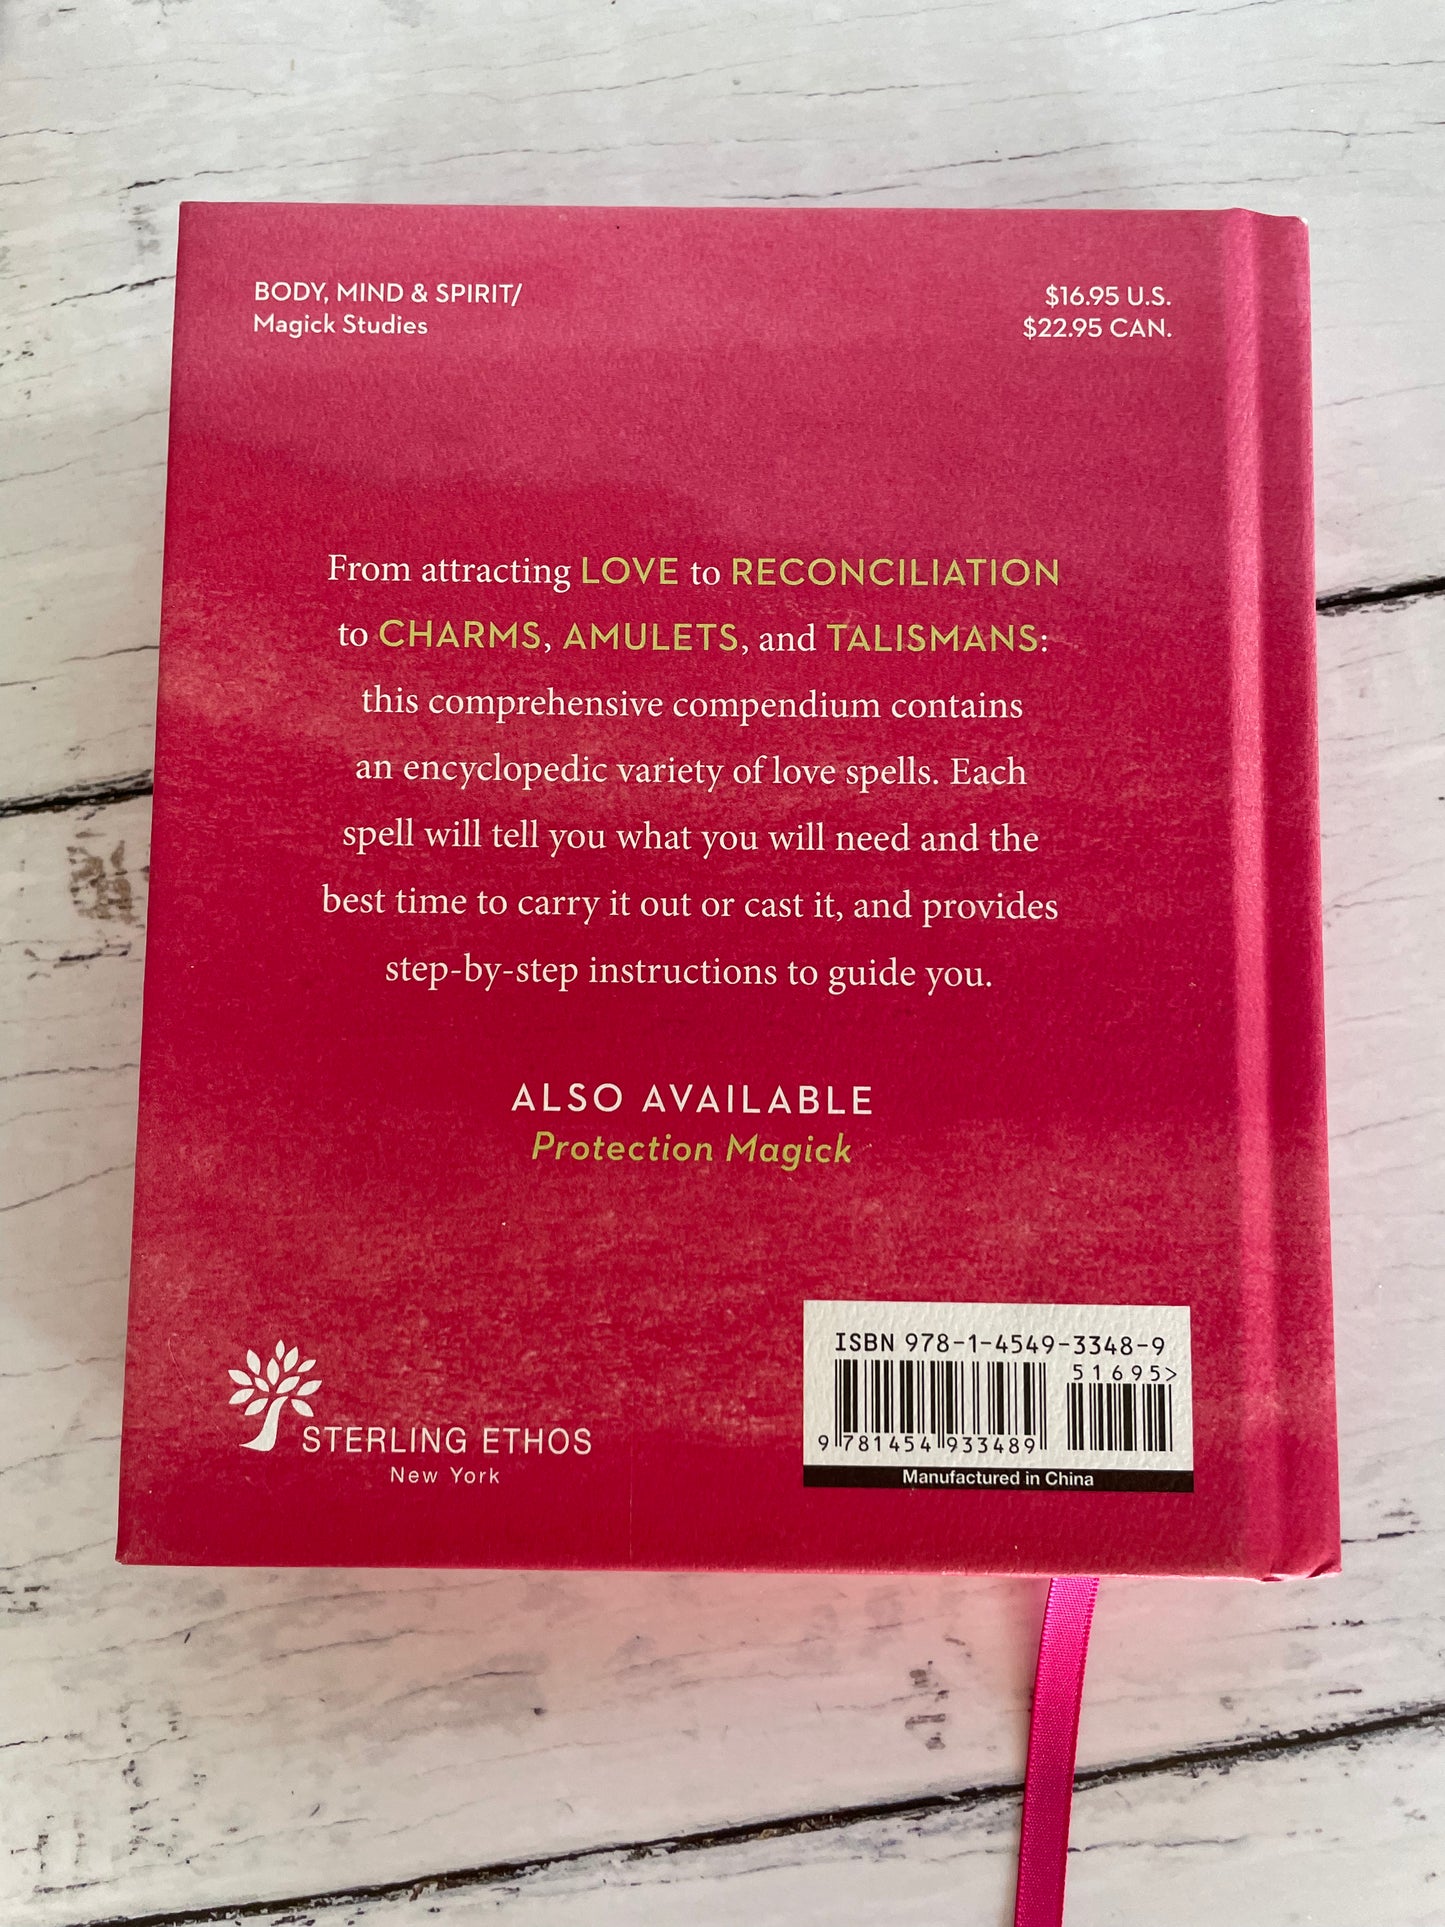 BODY, MIND & SPIRIT/
Magick Studies
$16.95 U.S.
$22.95 CAN.
From attracting LOVE to RECONCILIATION
to CHARMS, AMULETS, and TALISMANS:
this comprehensive compendium contains
an encyclopedic variety of love spells. Each
spell will tell you what you will need and the
best time to carry it out or cast it, and provides
step-by-step instructions to guide you.
ALSO AVAILABLE
Protection Magick
STERLING ETHOS
New York
ISBN 978-1-4549-3348-9
51695>
9 781454 933489
Manufactured in China